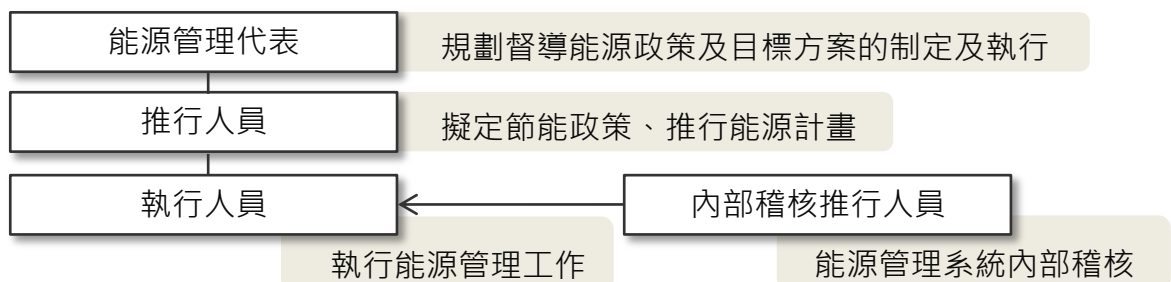 能源管理代表
規劃督導能源政策及目標方案的制定及執行
推行人員
擬定節能政策、推行能源計畫
執行人員
內部稽核推行人員
執行能源管理工作
能源管理系統內部稽核